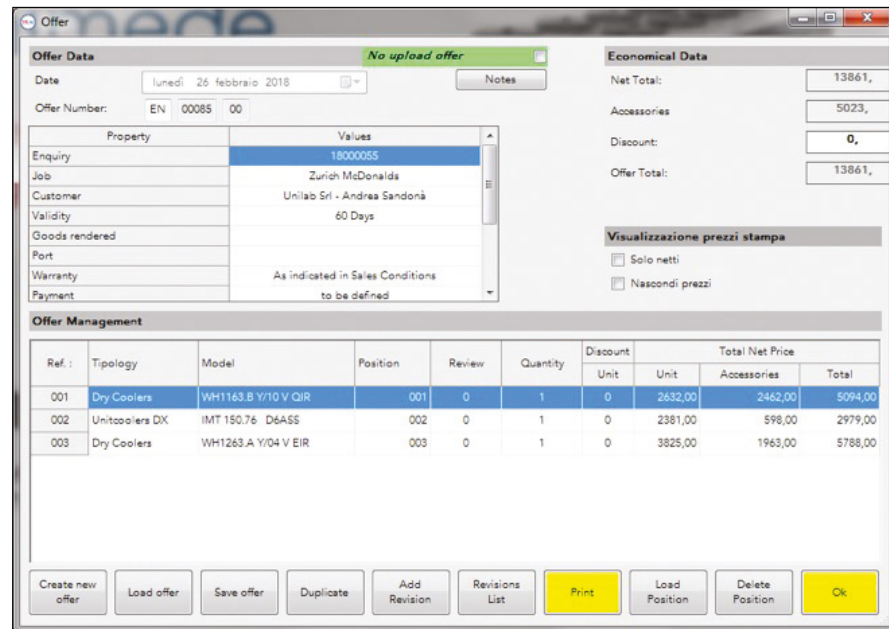 Offer
Offer Data
No upload offer
Date
lunedì 26 febbraio 2018
Notes
Offer Number:
EN 00085 00
Property Values
Enquiry 18000055
Job Zurich McDonalds
Customer Unilab Srl - Andrea Sandonà
Validity 60 Days
Goods rendered
Port
Warranty As indicated in Sales Conditions
Payment to be defined
Economical Data
Net Total: 13861,
Accessories 5023,
Discount: 0,
Offer Total: 13861,
Visualizzazione prezzi stampa
Solo netti
Nascondi prezzi
Offer Management
Ref. : Tipology Model Position Review Quantity Discount Total Net Price
Unit Unit Accessories Total
001 Dry Coolers WH1163.B Y/10 V QIR 001 0 1 0 2632,00 2462,00 5094,00
002 Unitcoolers DX IMT 150.76 D6ASS 002 0 1 0 2381,00 598,00 2979,00
003 Dry Coolers WH1263.A Y/04 V EIR 003 0 1 0 3825,00 1963,00 5788,00
Create new
offer
Load offer
Save offer
Duplicate
Add
Revision
Revisions
List
Print
Load
Position
Delete
Position
Ok